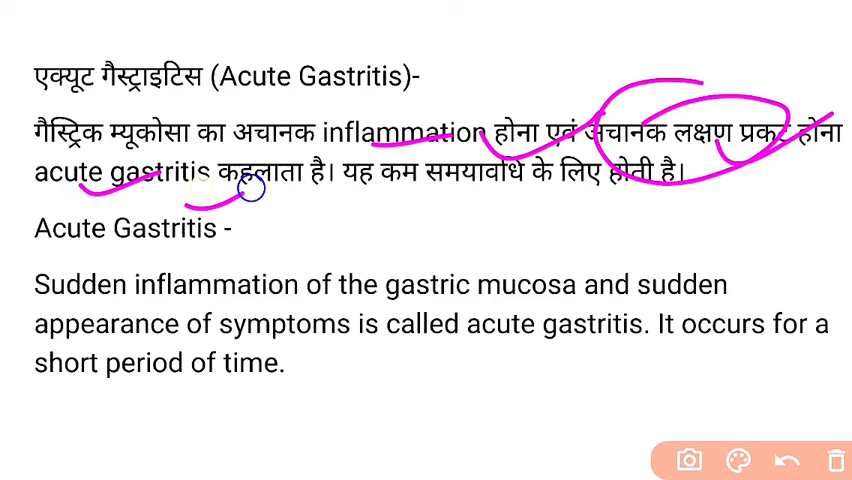 एक्यूट गैस्ट्राइटिस (Acute Gastritis)-
गैस्ट्रिक म्यूकोसा का अचानक inflammation होना एवं अचानक लक्षण प्रकट होना
acute gastritis कहलाता है। यह कम समयावधि के लिए होती है।
Acute Gastritis -
Sudden inflammation of the gastric mucosa and sudden
appearance of symptoms is called acute gastritis. It occurs for a
short period of time.